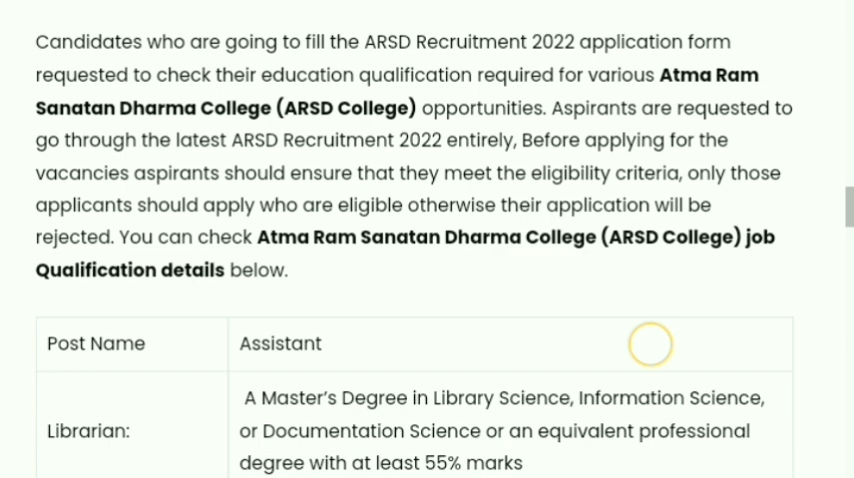 Candidates who are going to fill the ARSD Recruitment 2022 application form
requested to check their education qualification required for various Atma Ram
Sanatan Dharma College (ARSD College) opportunities. Aspirants are requested to
go through the latest ARSD Recruitment 2022 entirely, Before applying for the
vacancies aspirants should ensure that they meet the eligibility criteria, only those
applicants should apply who are eligible otherwise their application will be
rejected. You can check Atma Ram Sanatan Dharma College (ARSD College) job
Qualification details below.
Post Name Assistant
A Master's Degree in Library Science, Information Science,
Librarian: or Documentation Science or an equivalent professional
degree with at least 55% marks